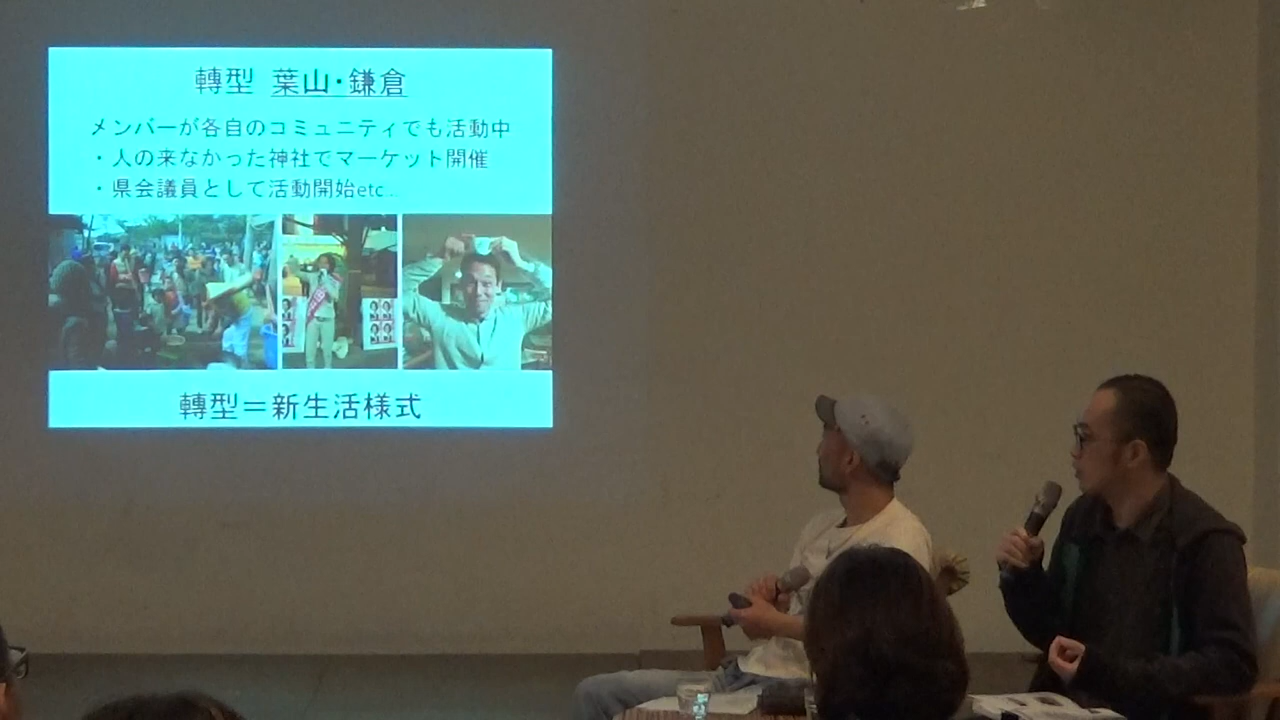 轉型 葉山・鎌倉
メンバーが各自のコミュニティでも活動中
・人の来なかった神社でマーケット開催
・県会議員として活動開始etc...
轉型＝新生活様式